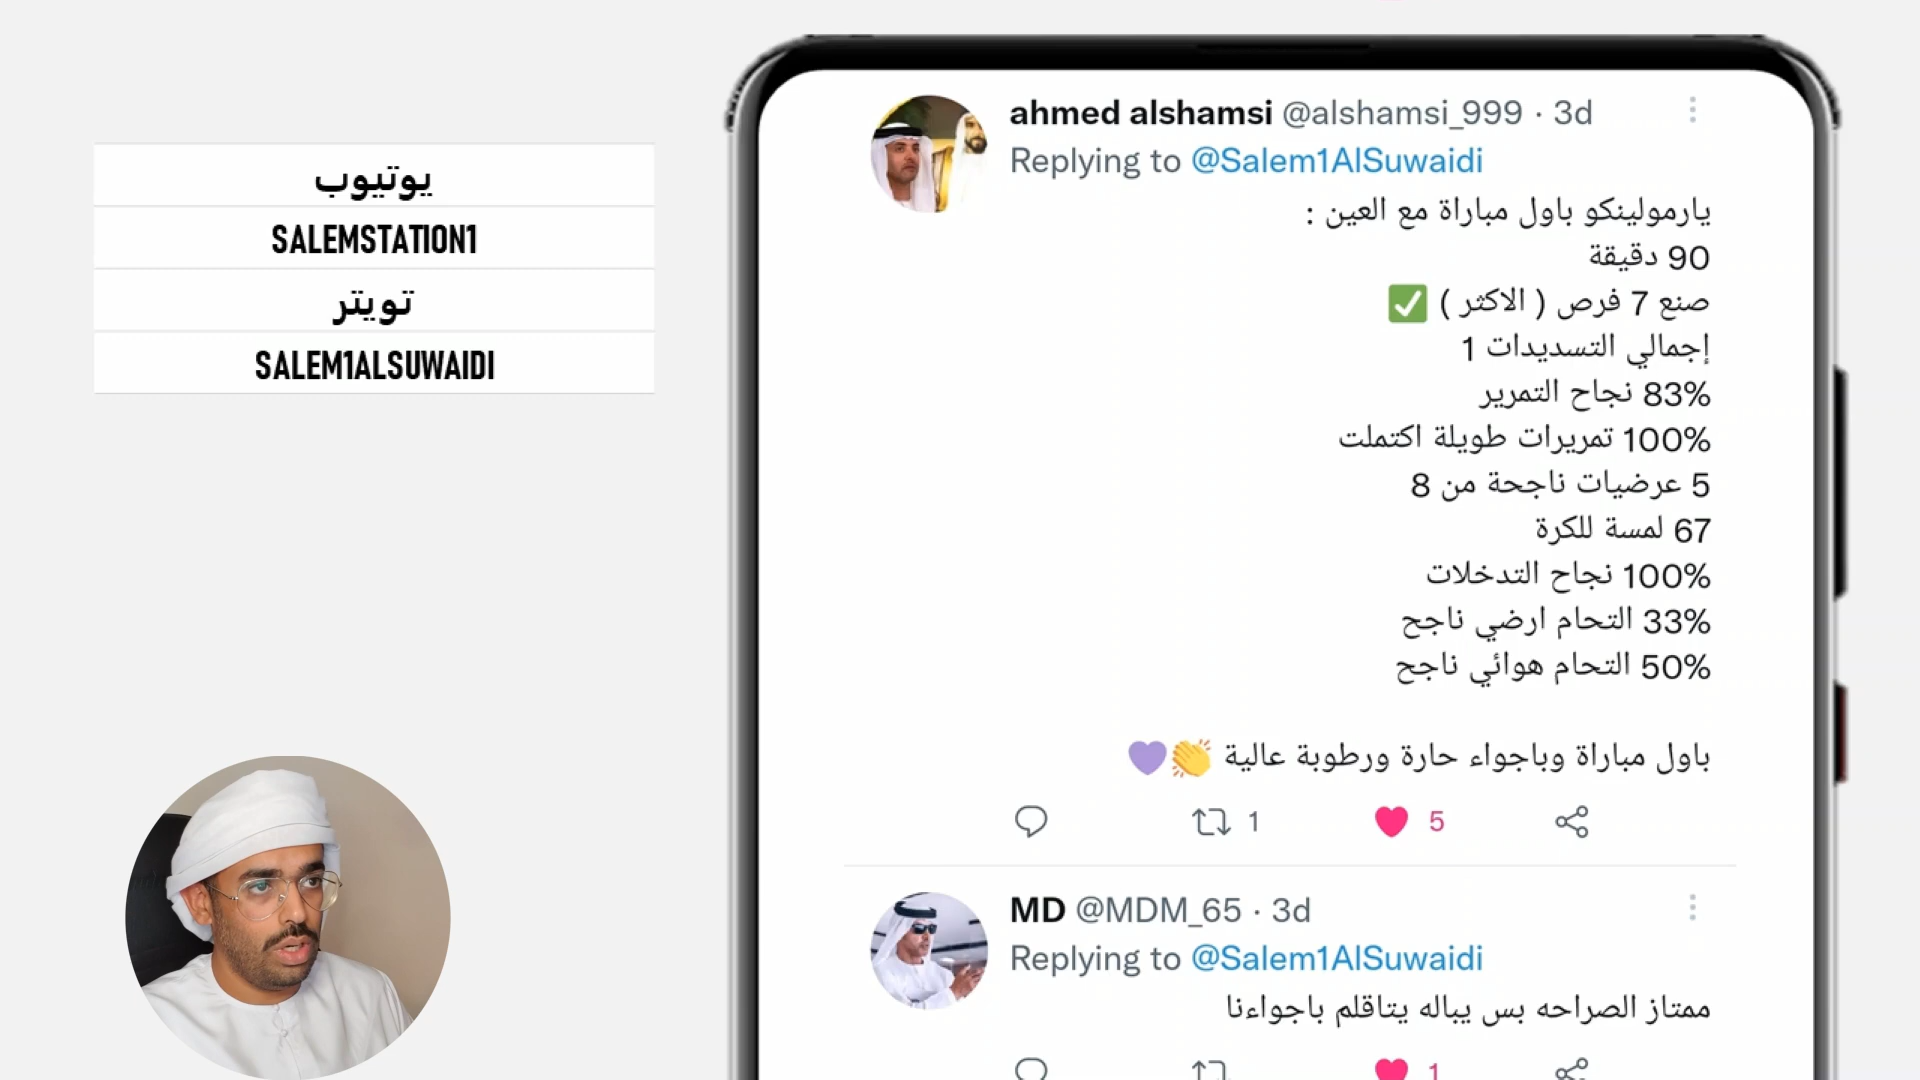 يوتيوب
SALEMSTATION1
تويتر
SALEM1ALSUWAIDI
ahmed alshamsi @alshamsi_999 · 3d
Replying to @Salem1AlSuwaidi
يارمولينكو باول مباراة مع العين :
90 دقيقة
صنع 7 فرص ( الاكثر ) ✅
إجمالي التسديدات 1
83% نجاح التمرير
100% تمريرات طويلة اكتملت
5 عرضيات ناجحة من 8
67 لمسة للكرة
100% نجاح التدخلات
33% التحام ارضي ناجح
50% التحام هوائي ناجح
باول مباراة وباجواء حارة ورطوبة عالية 👏💜
1 5
MD @MDM_65 · 3d
Replying to @Salem1AlSuwaidi
ممتاز الصراحه بس يباله يتاقلم باجواءنا
1